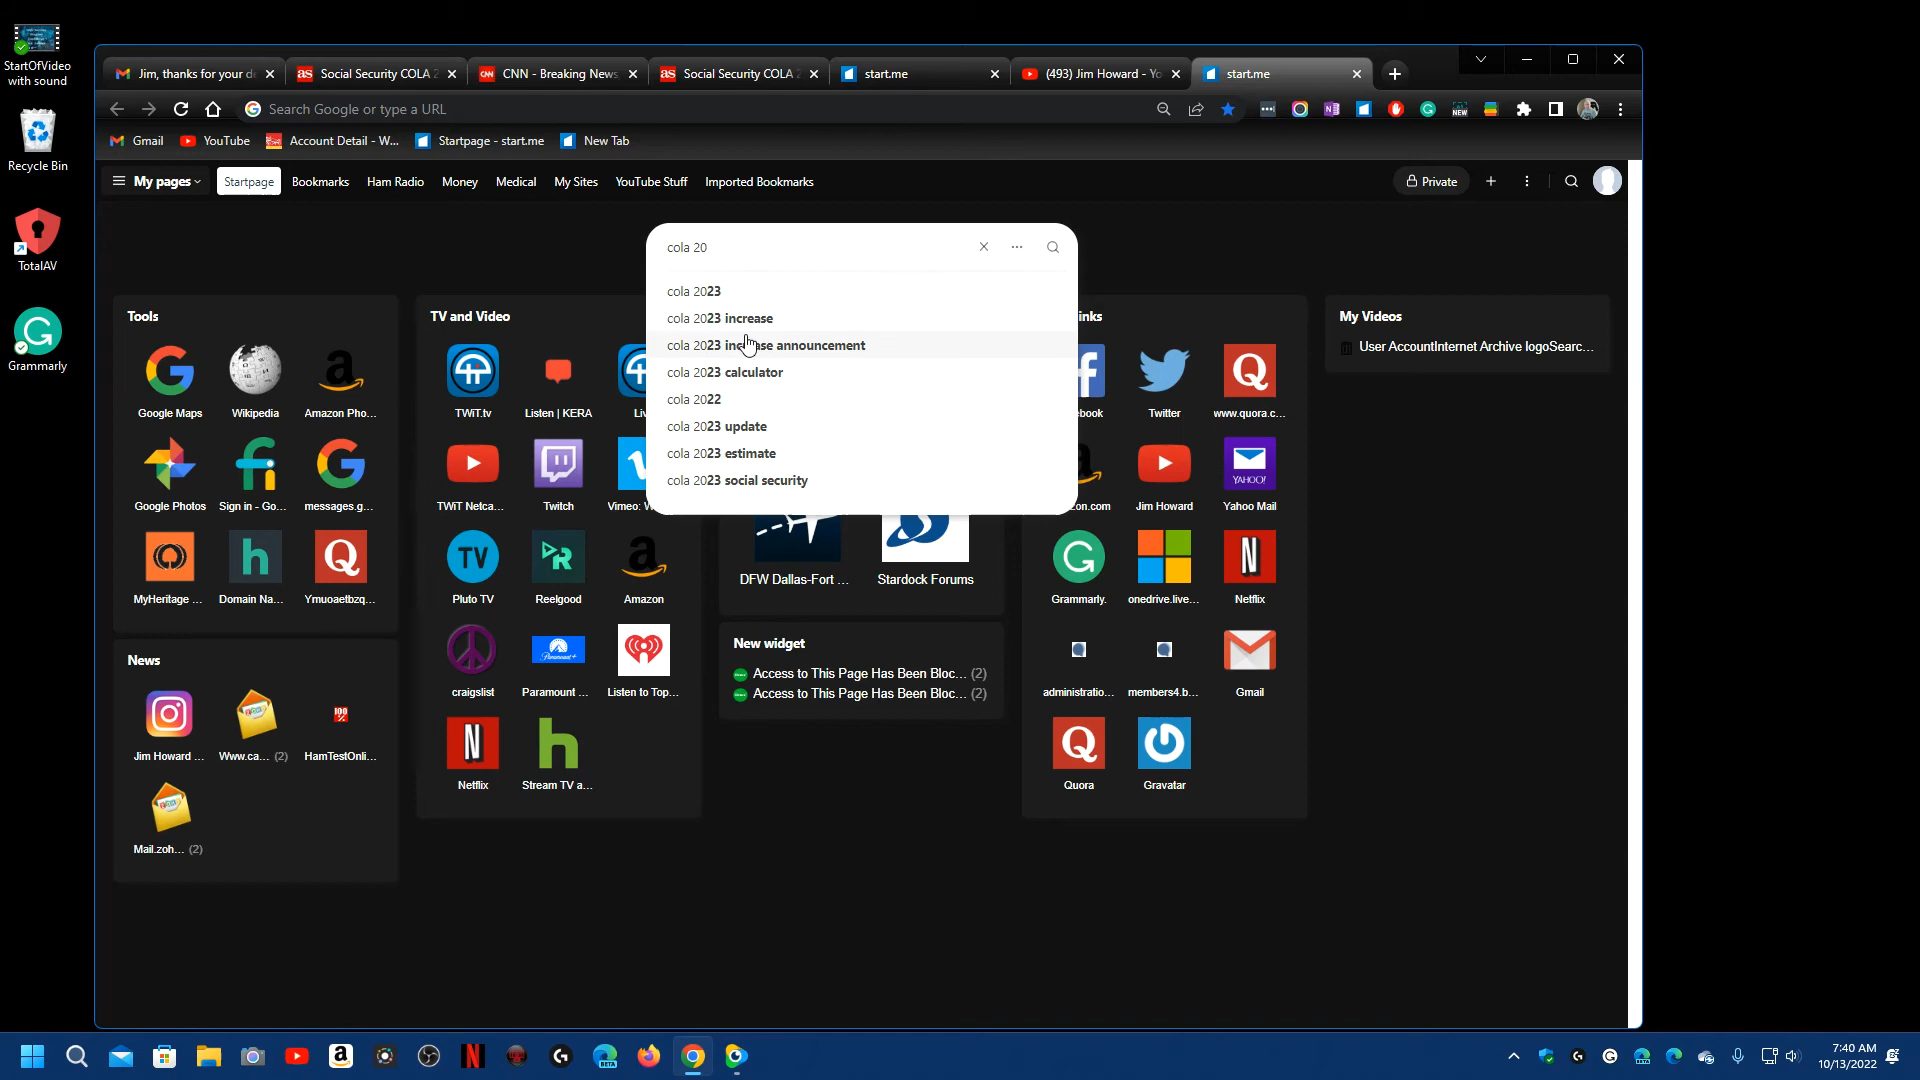 StartOfVideo
with sound
Recycle Bin
TotalAV
Grammarly
Jim, thanks for your de
Social Security COLA 2
CNN - Breaking News,
Social Security COLA 2
start.me
(493) Jim Howard - Yo
start.me
Search Google or type a URL
Gmail
YouTube
Account Detail - W...
Startpage - start.me
New Tab
My pages
Startpage
Bookmarks
Ham Radio
Money
Medical
My Sites
YouTube Stuff
Imported Bookmarks
Private
cola 20
cola 2023
cola 2023 increase
cola 2023 increase announcement
cola 2023 calculator
cola 2022
cola 2023 update
cola 2023 estimate
cola 2023 social security
Tools
Google Maps
Wikipedia
Amazon Pho...
Google Photos
Sign in - Go...
messages.g...
MyHeritage ...
Domain Na...
Ymuoaetbzq...
News
Jim Howard ...
Www.ca... (2)
HamTestOnli...
Mail.zoh... (2)
TV and Video
TWiT.tv
Listen | KERA
TWiT Netca...
Twitch
Vimeo: W
Pluto TV
Reelgood
Amazon
craigslist
Paramount ...
Listen to Top...
Netflix
Stream TV a...
DFW Dallas-Fort ...
Stardock Forums
New widget
Access to This Page Has Been Bloc... (2)
Access to This Page Has Been Bloc... (2)
inks
book
Twitter
www.quora.c...
on.com
Jim Howard
Yahoo Mail
Grammarly.
onedrive.live...
Netflix
administratio...
members4.b...
Gmail
Quora
Gravatar
My Videos
User AccountInternet Archive logoSearc...
7:40 AM
10/13/2022